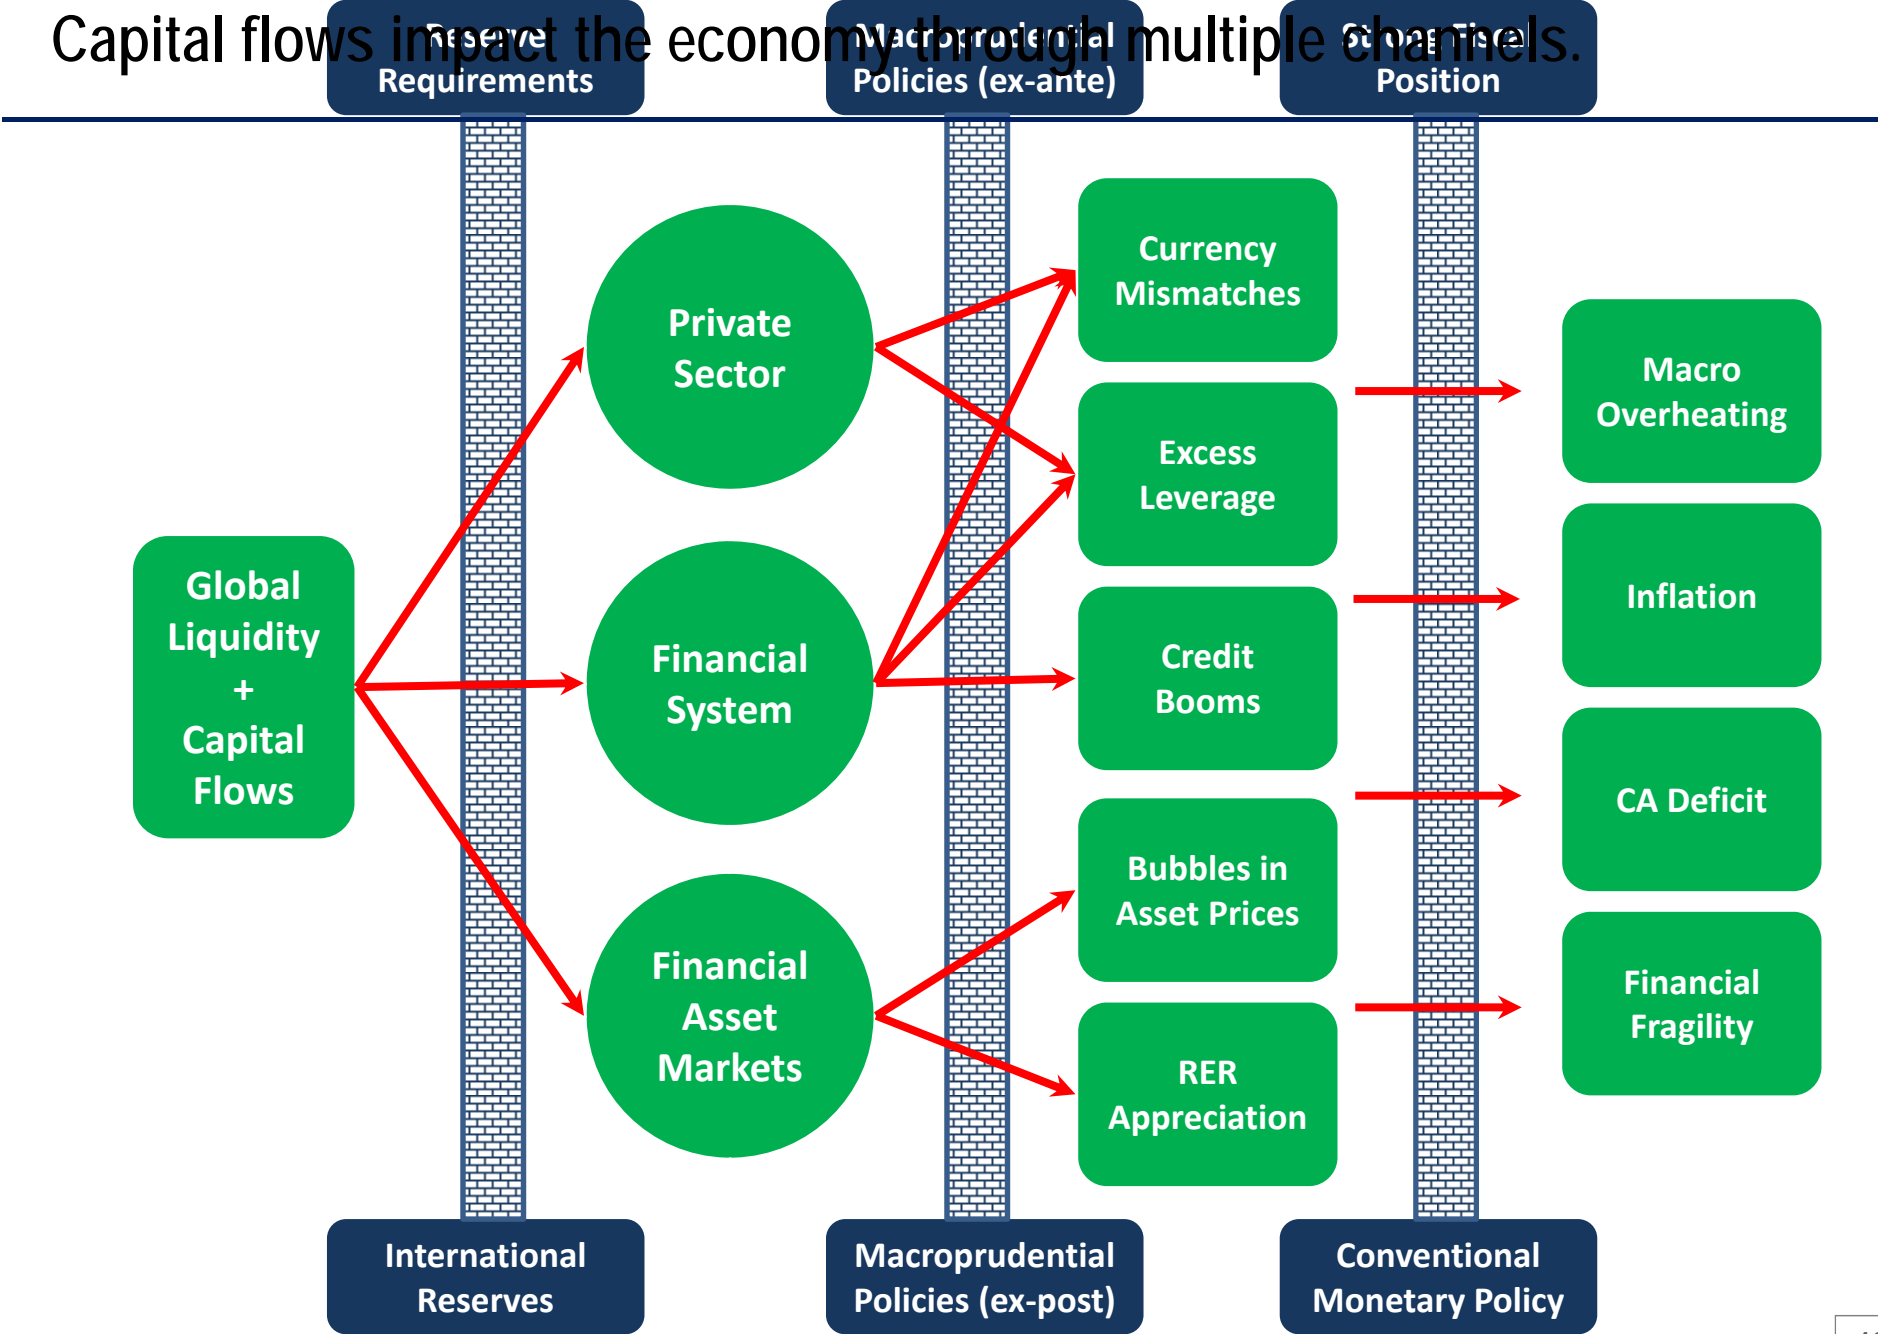 Capital flows impact the economy through multiple channels.
Reserve
Requirements
Macroprudential
Policies (ex-ante)
Strong Fiscal
Position
Global
Liquidity
+
Capital
Flows
Private
Sector
Financial
System
Financial
Asset
Markets
Currency
Mismatches
Excess
Leverage
Credit
Booms
Bubbles in
Asset Prices
RER
Appreciation
Macro
Overheating
Inflation
CA Deficit
Financial
Fragility
International
Reserves
Macroprudential
Policies (ex-post)
Conventional
Monetary Policy